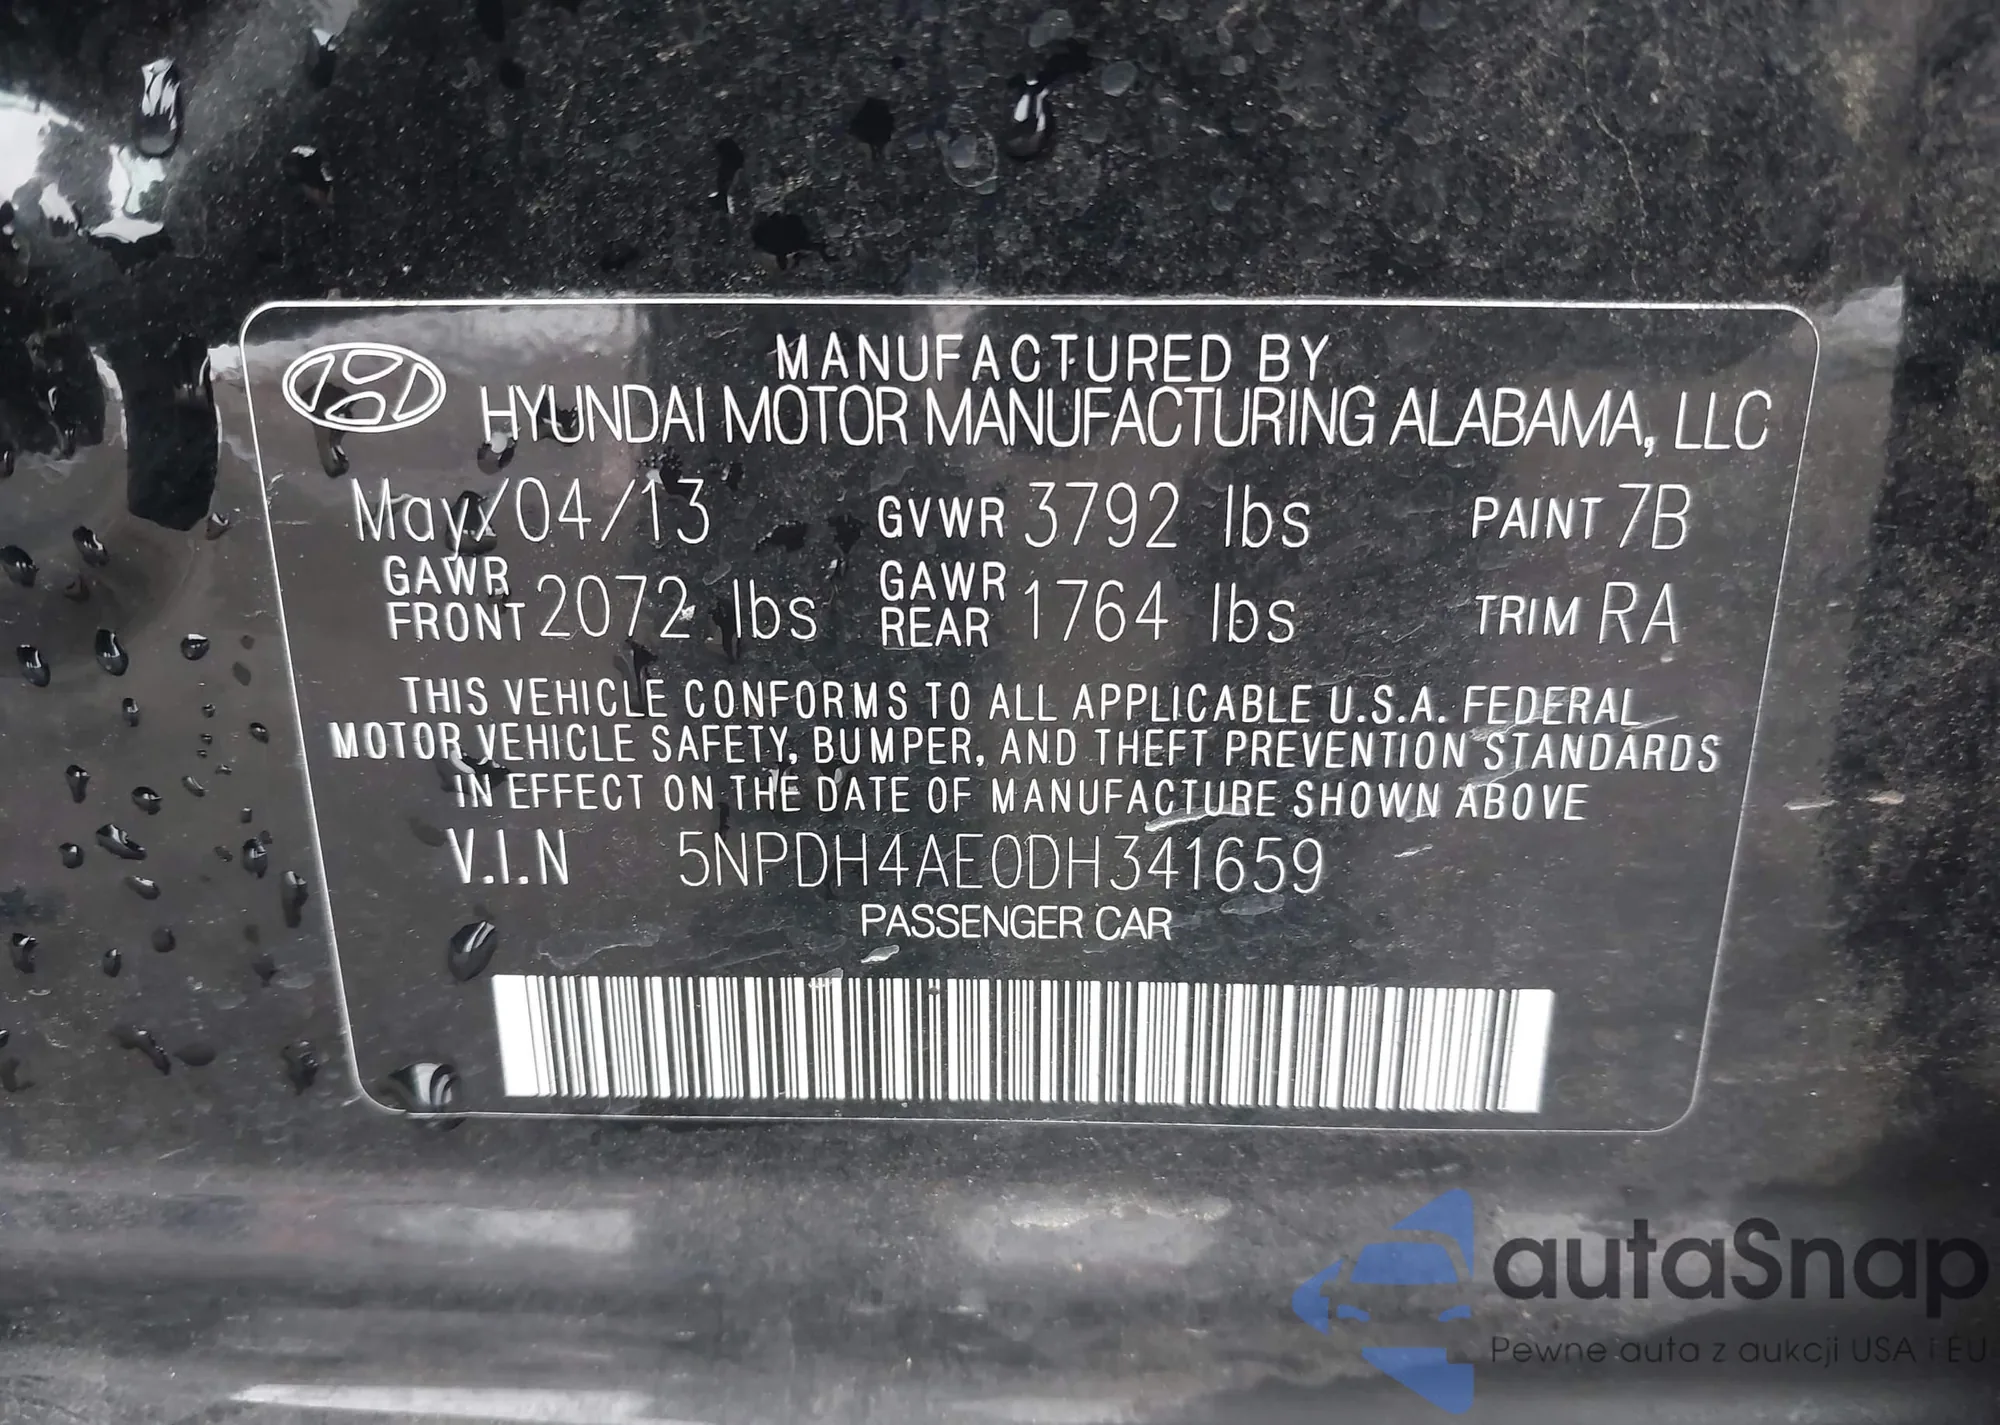 MANUFACTURED BY
HYUNDAI MOTOR MANUFACTURING ALABAMA, LLC
May/04/13 GVWR 3792 lbs PAINT 7B
GAWR FRONT 2072 lbs GAWR REAR 1764 lbs TRIM RA
THIS VEHICLE CONFORMS TO ALL APPLICABLE U.S.A. FEDERAL
MOTOR VEHICLE SAFETY, BUMPER, AND THEFT PREVENTION STANDARDS
IN EFFECT ON THE DATE OF MANUFACTURE SHOWN ABOVE
V.I.N 5NPDH4AE0DH341659
PASSENGER CAR
autaSnap
Pewne auta z aukcji USA i EU